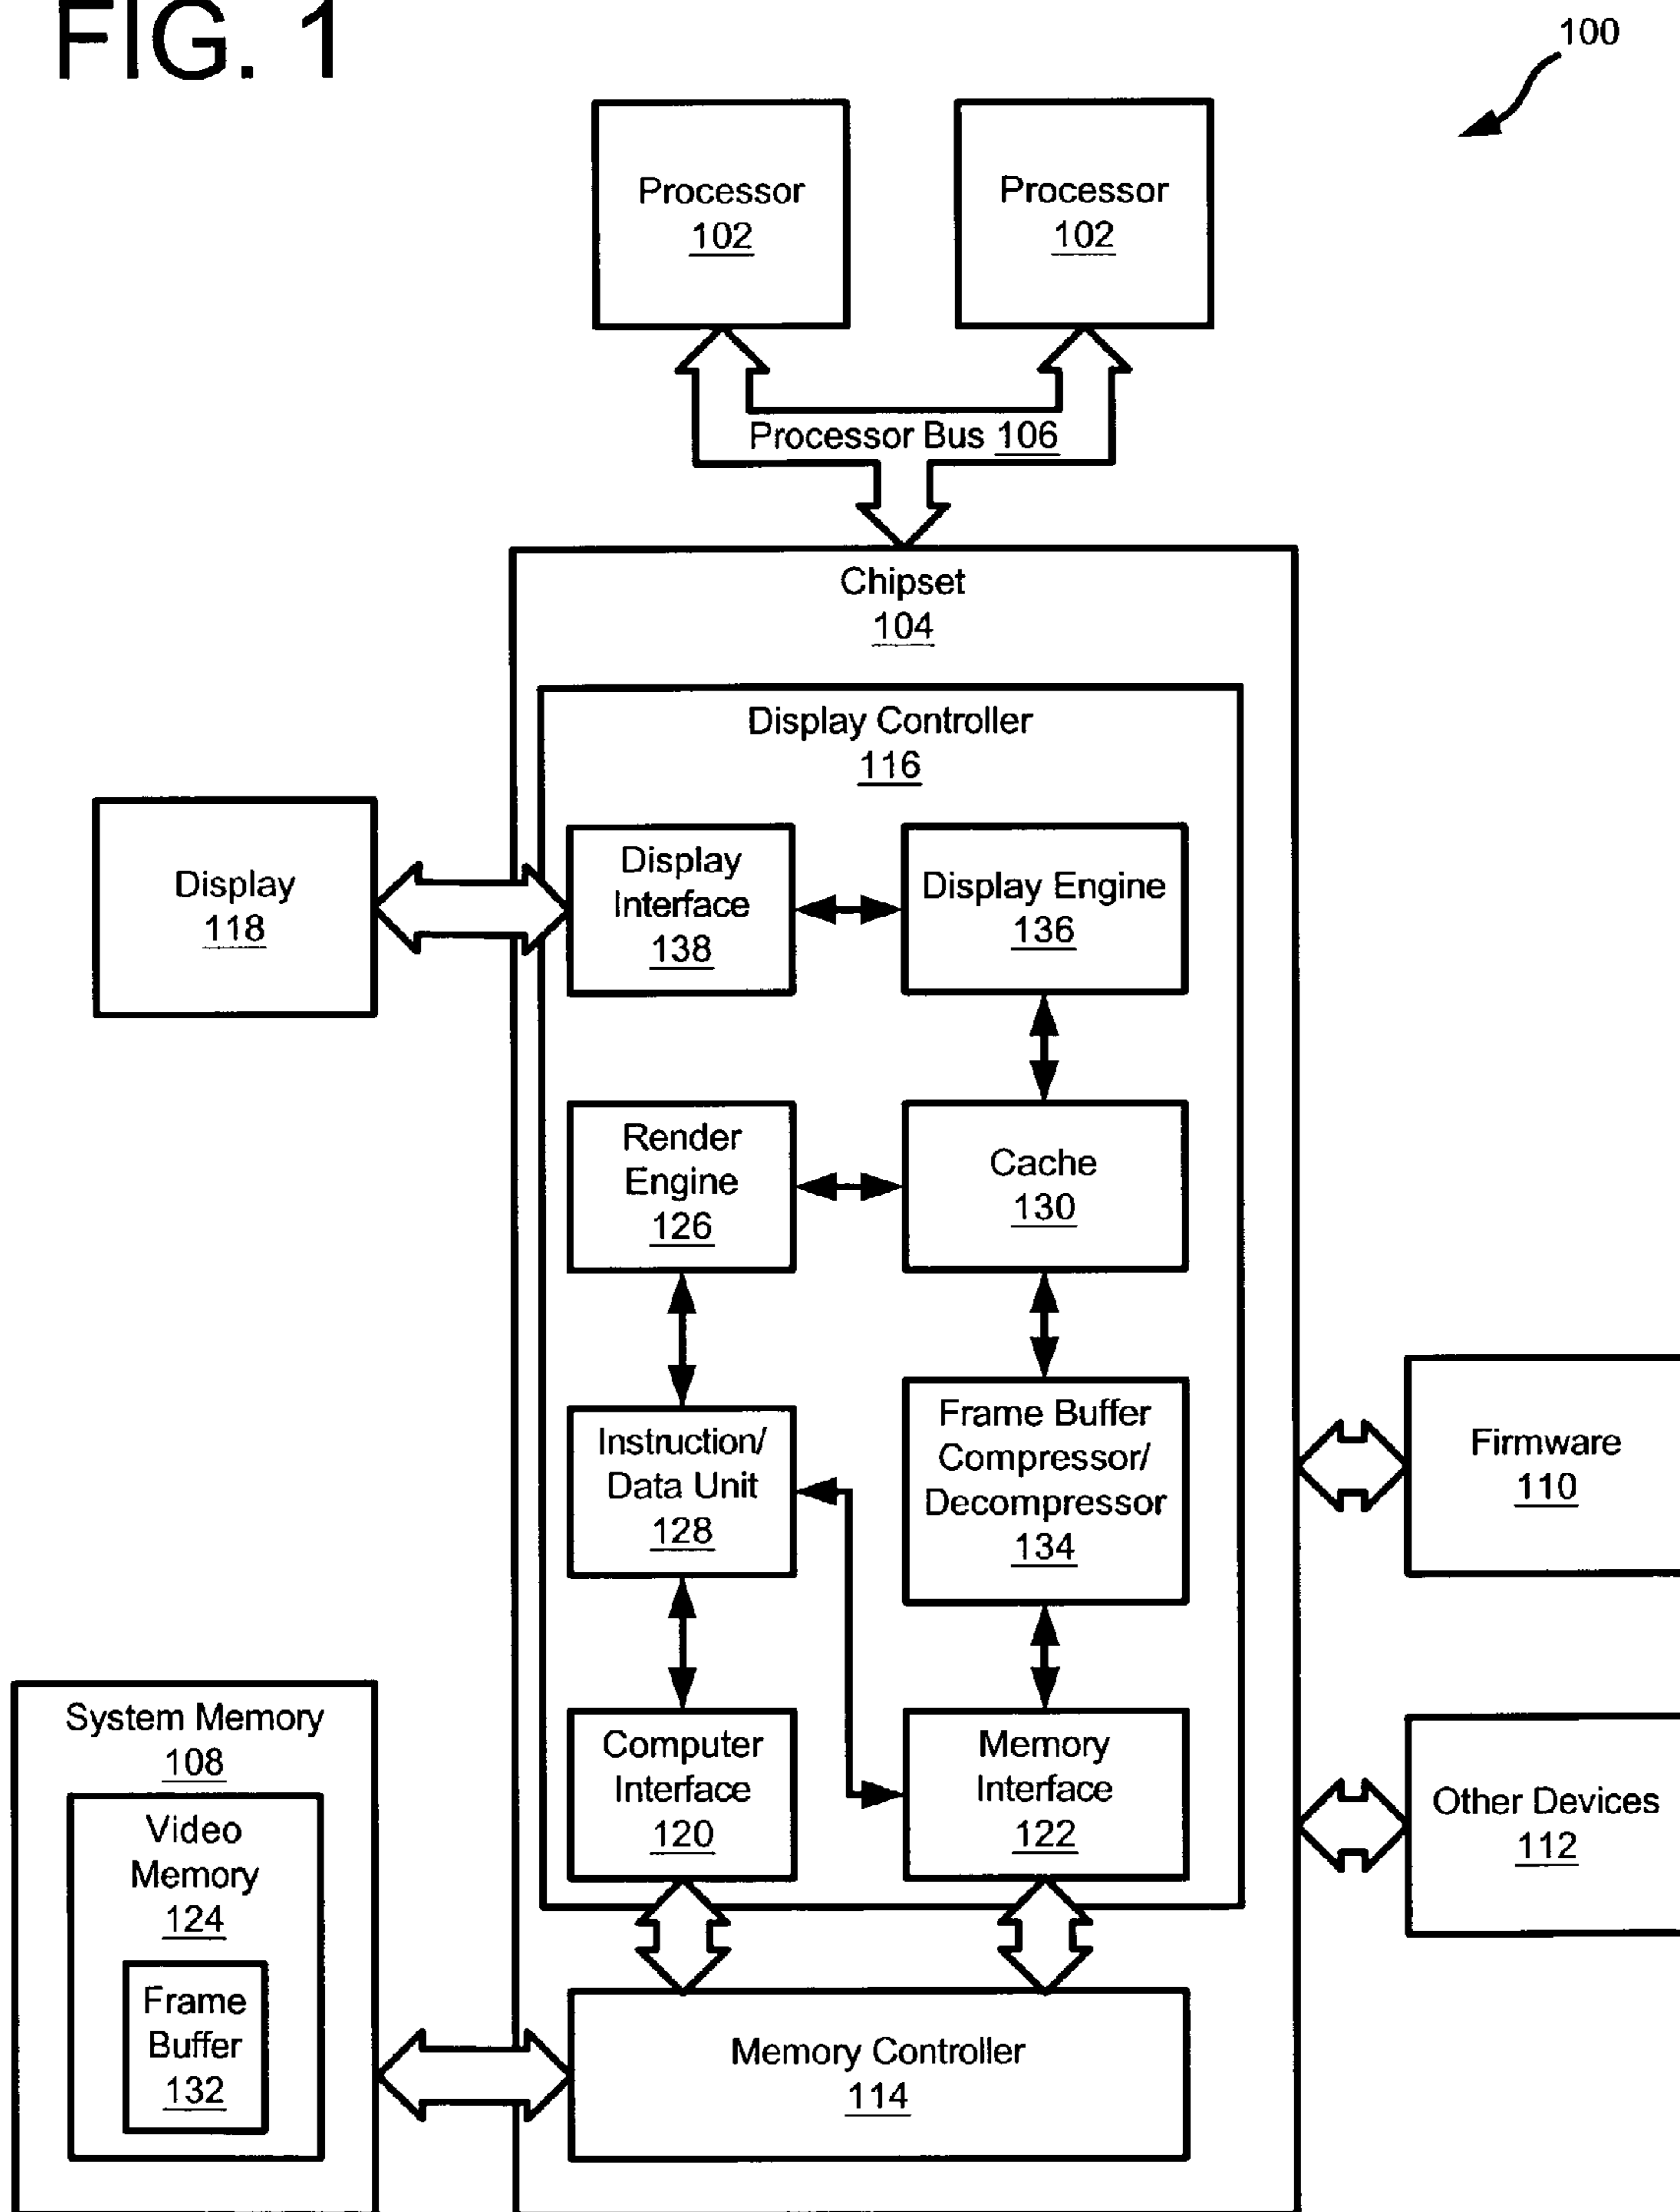 FIG. 1
100
Processor
102
Processor
102
Processor Bus 106
Chipset
104
Display Controller
116
Display
118
Display
Interface
138
Display Engine
136
Render
Engine
126
Cache
130
Instruction/
Data Unit
128
Frame Buffer
Compressor/
Decompressor
134
Firmware
110
Computer
Interface
120
Memory
Interface
122
Other Devices
112
System Memory
108
Video
Memory
124
Frame
Buffer
132
Memory Controller
114